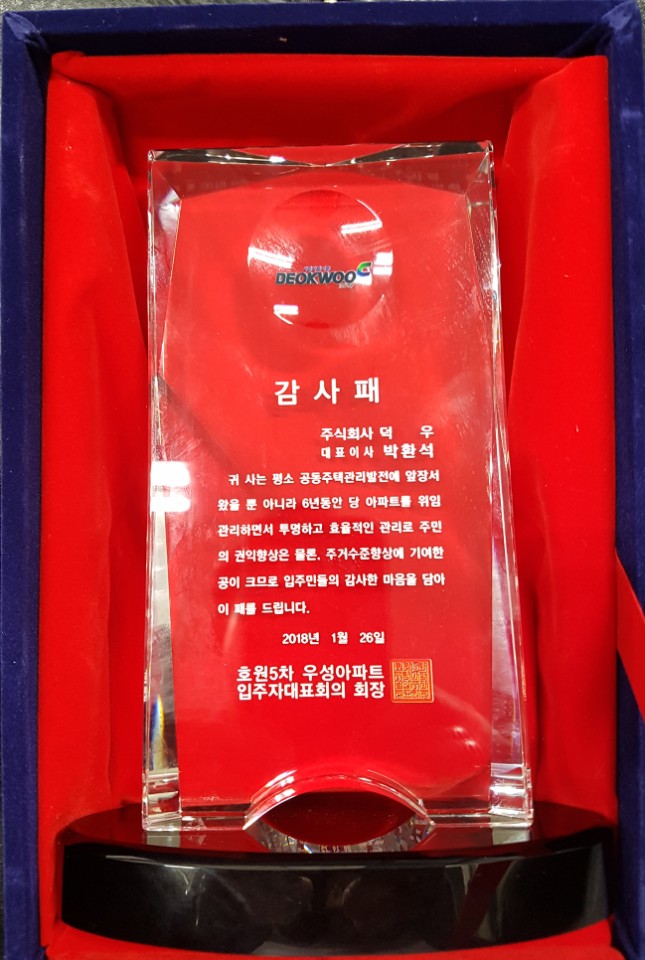 DEOKWOO
감 사 패
주식회사 덕 우
대표이사 박환석
귀 사는 평소 공동주택관리발전에 앞장서
왔을 뿐 아니라 6년동안 당 아파트를 위임
관리하면서 투명하고 효율적인 관리로 주민
의 권익향상은 물론, 주거수준향상에 기여한
공이 크므로 입주민들의 감사한 마음을 담아
이 패를 드립니다.
2018년 1월 26일
호원5차 우성아파트
입주자대표회의 회장